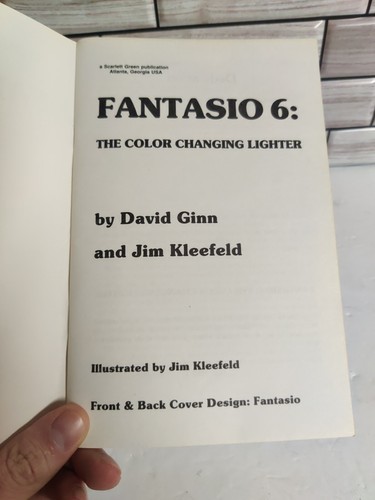 a Scarlett Green publication
Atlanta, Georgia USA
FANTASIO 6:
THE COLOR CHANGING LIGHTER
by David Ginn
and Jim Kleefeld
Illustrated by Jim Kleefeld
Front & Back Cover Design: Fantasio